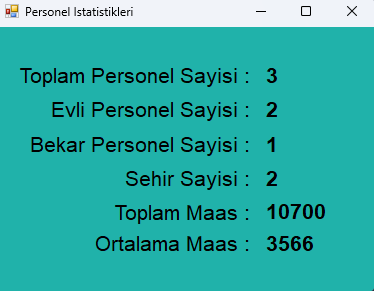 Personel Istatistikleri
Toplam Personel Sayisi : 3
Evli Personel Sayisi : 2
Bekar Personel Sayisi : 1
Sehir Sayisi : 2
Toplam Maas : 10700
Ortalama Maas : 3566